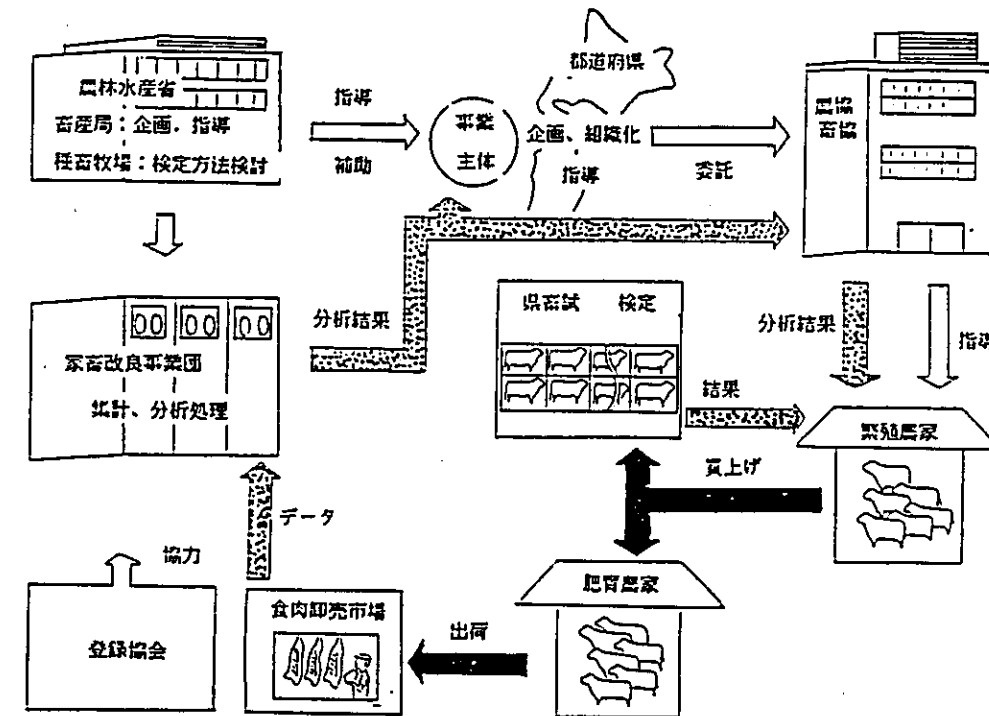 農林水産省
畜産局：企画、指導
種畜牧場：検定方法検討
指導
補助
事業
主体
都道府県
企画、組織化
指導
委託
農協
畜協
分析結果
家畜改良事業団
集計、分析処理
県畜試 検定
結果
分析結果
指導
繁殖農家
買上げ
データ
協力
登録協会
食肉卸売市場
出荷
肥育農家